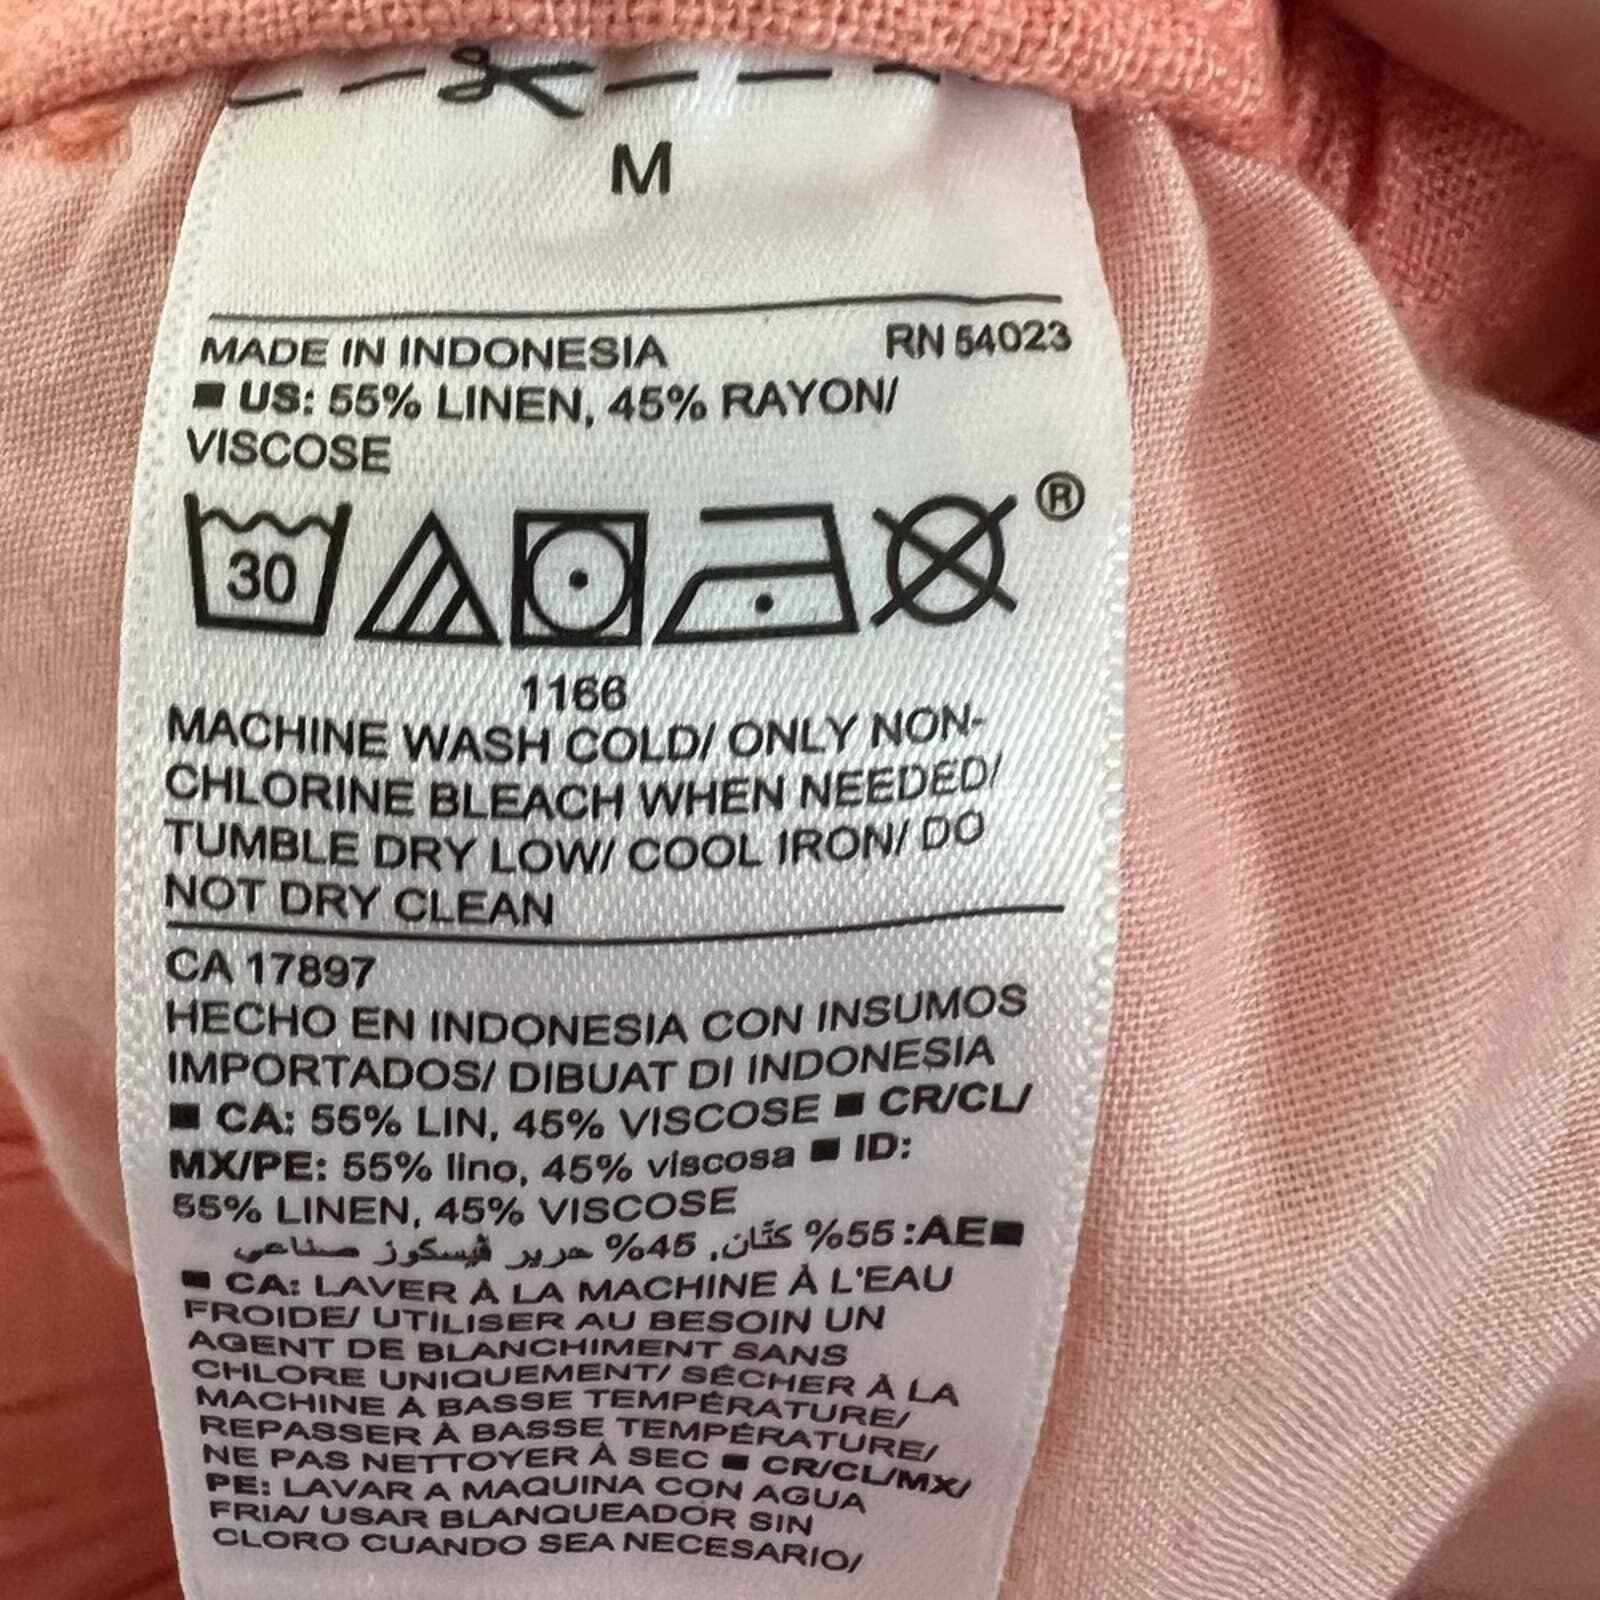 M
MADE IN INDONESIA RN 54023
■ US: 55% LINEN, 45% RAYON/
VISCOSE
30
®
1166
MACHINE WASH COLD/ ONLY NON-
CHLORINE BLEACH WHEN NEEDED/
TUMBLE DRY LOW/ COOL IRON/ DO
NOT DRY CLEAN
CA 17897
HECHO EN INDONESIA CON INSUMOS
IMPORTADOS/ DIBUAT DI INDONESIA
■ CA: 55% LIN, 45% VISCOSE ■ CR/CL/
MX/PE: 55% lino, 45% viscosa ■ ID:
55% LINEN, 45% VISCOSE
■AE: 55% كتّان, 45% حرير ڤيسكوز صناعي
■ CA: LAVER À LA MACHINE À L'EAU
FROIDE/ UTILISER AU BESOIN UN
AGENT DE BLANCHIMENT SANS
CHLORE UNIQUEMENT/ SÉCHER À LA
MACHINE À BASSE TEMPÉRATURE/
REPASSER À BASSE TEMPÉRATURE/
NE PAS NETTOYER À SEC ■ CR/CL/MX/
PE: LAVAR A MAQUINA CON AGUA
FRIA/ USAR BLANQUEADOR SIN
CLORO CUANDO SEA NECESARIO/